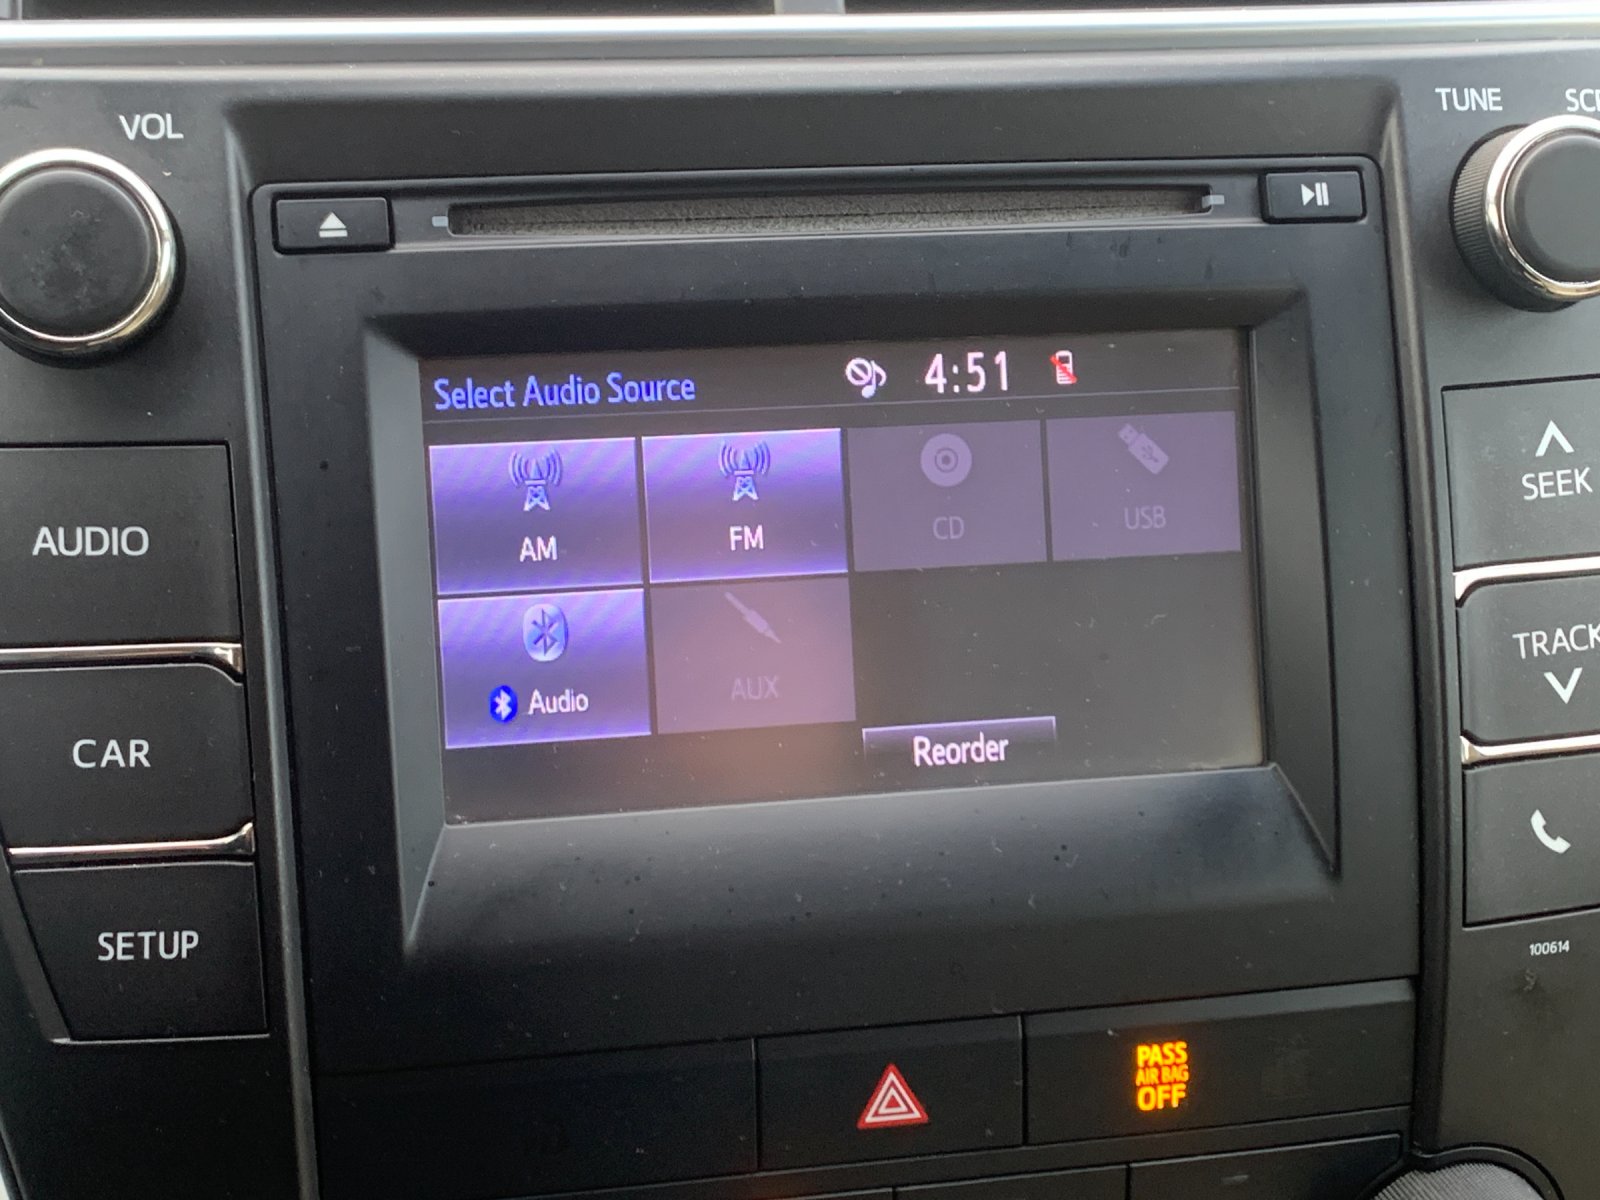 VOL
TUNE
Select Audio Source
4:51
AM
FM
CD
USB
Audio
AUX
Reorder
AUDIO
CAR
SETUP
SEEK
TRACK
100614
PASS
AIR BAG
OFF